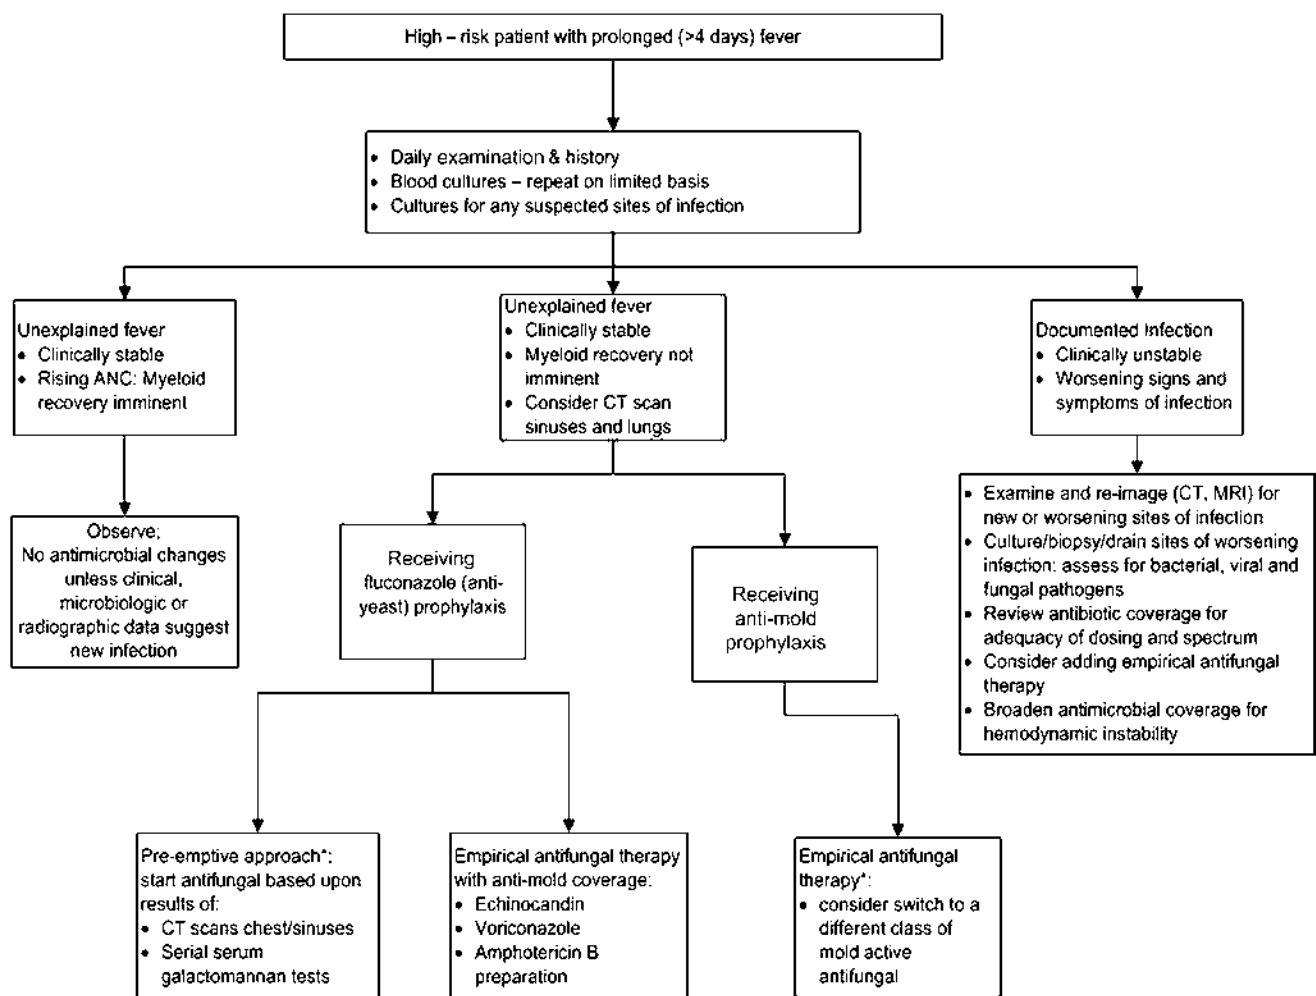 High – risk patient with prolonged (>4 days) fever
• Daily examination & history
• Blood cultures – repeat on limited basis
• Cultures for any suspected sites of infection
Unexplained fever
• Clinically stable
• Rising ANC: Myeloid
recovery imminent
Unexplained fever
• Clinically stable
• Myeloid recovery not
imminent
• Consider CT scan
sinuses and lungs
Documented Infection
• Clinically unstable
• Worsening signs and
symptoms of infection
Observe;
No antimicrobial changes
unless clinical,
microbiologic or
radiographic data suggest
new infection
Receiving
fluconazole (anti-
yeast) prophylaxis
Receiving
anti-mold
prophylaxis
• Examine and re-image (CT, MRI) for
new or worsening sites of infection
• Culture/biopsy/drain sites of worsening
infection: assess for bacterial, viral and
fungal pathogens
• Review antibiotic coverage for
adequacy of dosing and spectrum
• Consider adding empirical antifungal
therapy
• Broaden antimicrobial coverage for
hemodynamic instability
Pre-emptive approach*:
start antifungal based upon
results of:
• CT scans chest/sinuses
• Serial serum
galactomannan tests
Empirical antifungal therapy
with anti-mold coverage:
• Echinocandin
• Voriconazole
• Amphotericin B
preparation
Empirical antifungal
therapy*:
• consider switch to a
different class of
mold active
antifungal